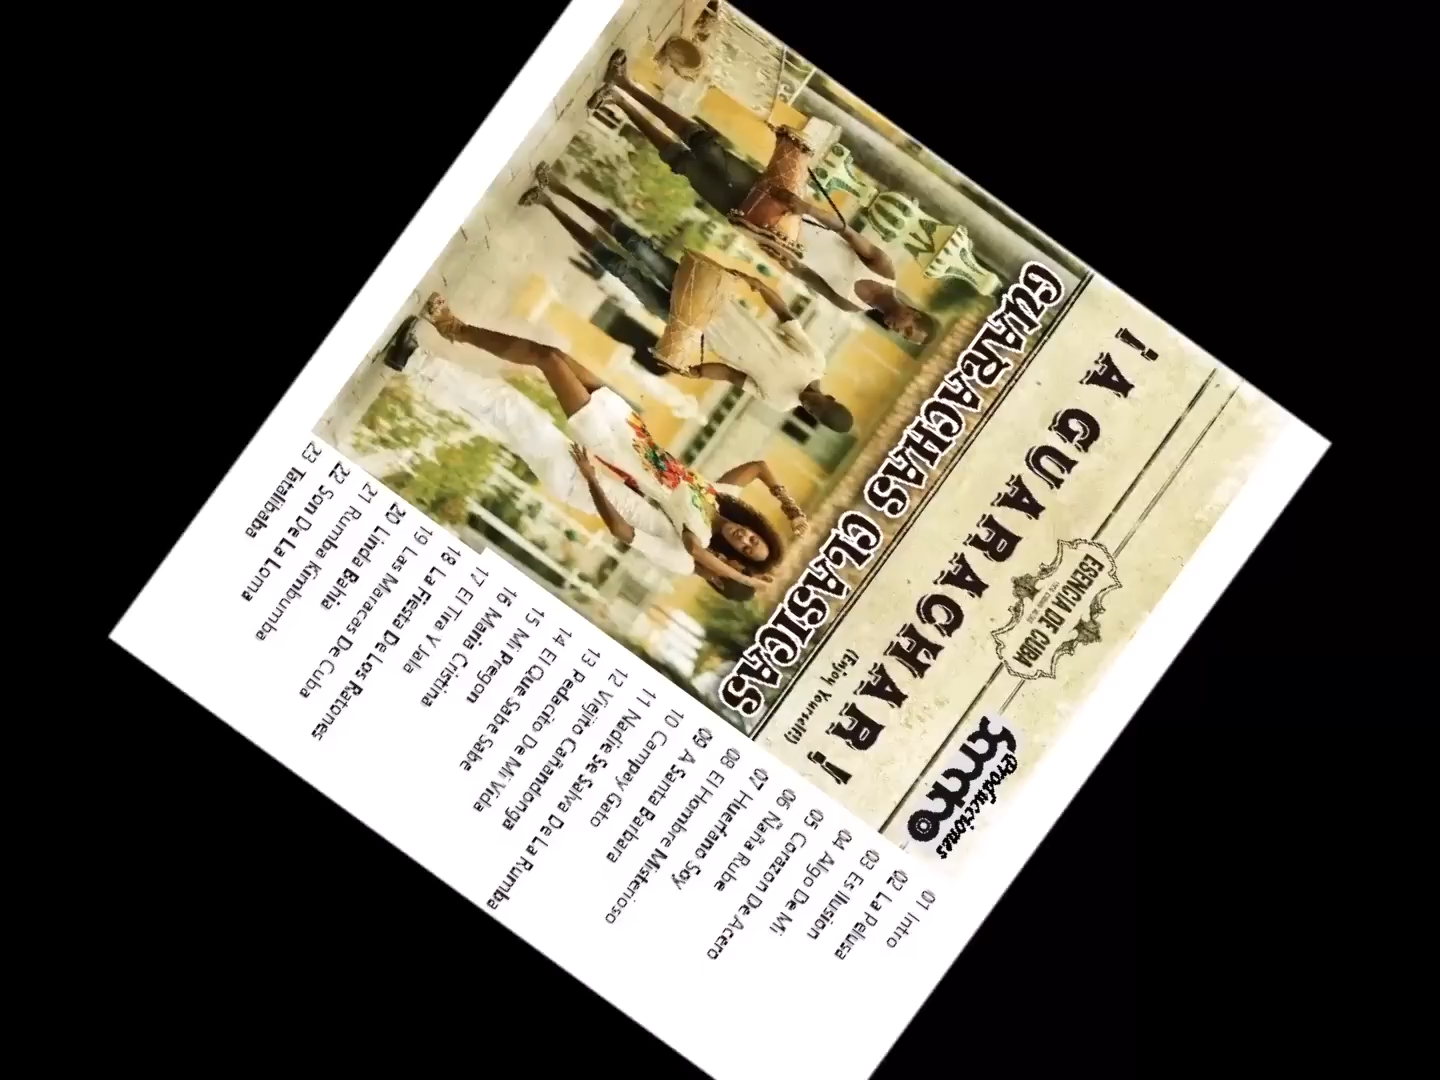 ESENCIA DE CUBA
¡A GUARACHAR!
(Enjoy Yourself!)
Producciones
Sambo
GUARACHAS CLASICAS
01 Intro
02 La Pelusa
03 Es Ilusion
04 Algo De Mi
05 Corazon De Acero
06 Ñaña Rube
07 Huerfano Soy
08 El Hombre Misterioso
09 A Santa Barbara
10 Campay Gato
11 Nadie Se Salva De La Rumba
12 Viejito Cañandonga
13 Pedacito De Mi Vida
14 El Que Sabe Sabe
15 Mi Pregon
16 Maria Cristina
17 El Tira Y Jala
18 La Fiesta De Los Ratones
19 Las Maracas De Cuba
20 Linda Bahia
21 Rumba Kimbumba
22 Son De La Loma
23 Tatalibaba